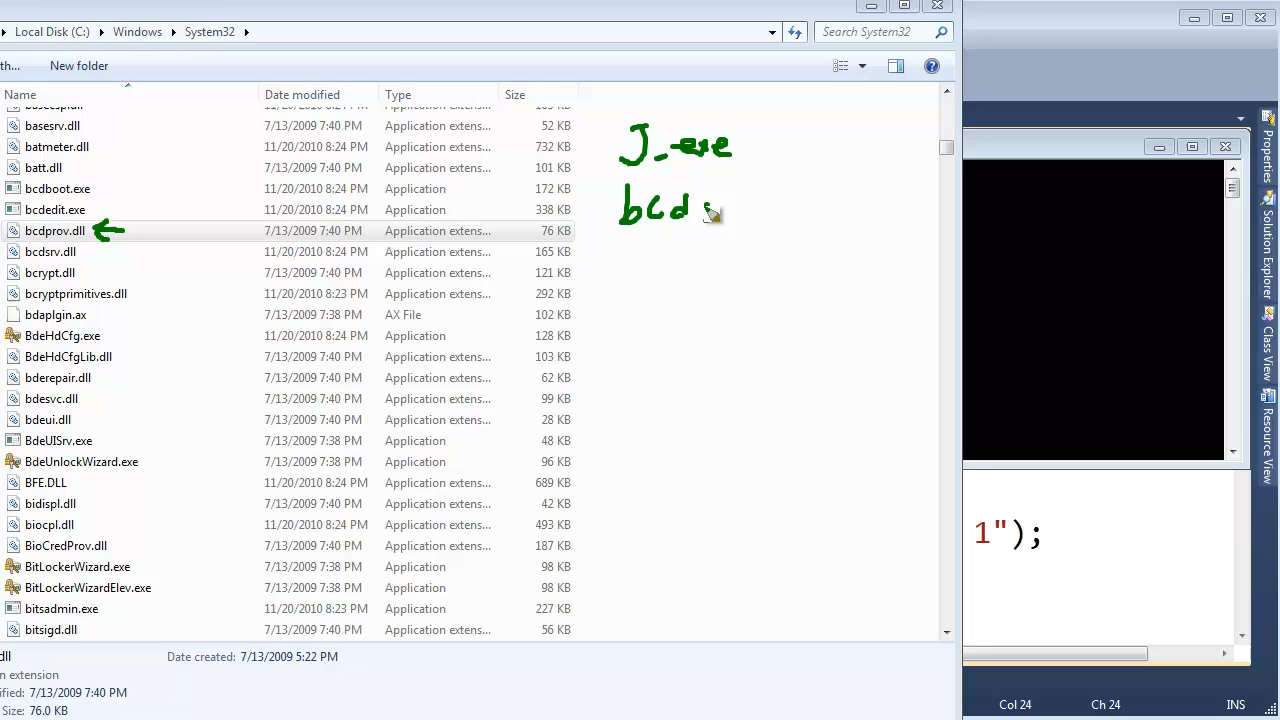 Local Disk (C:) Windows System32 Search System32
th... New folder
Name Date modified Type Size
basesrv.dll 7/13/2009 7:40 PM Application extens... 52 KB
batmeter.dll 11/20/2010 8:24 PM Application extens... 732 KB
batt.dll 7/13/2009 7:40 PM Application extens... 101 KB
bcdboot.exe 11/20/2010 8:24 PM Application 172 KB
bcdedit.exe 11/20/2010 8:24 PM Application 338 KB
bcdprov.dll 7/13/2009 7:40 PM Application extens... 76 KB
bcdsrv.dll 11/20/2010 8:24 PM Application extens... 165 KB
bcrypt.dll 7/13/2009 7:40 PM Application extens... 121 KB
bcryptprimitives.dll 11/20/2010 8:23 PM Application extens... 292 KB
bdaplgin.ax 7/13/2009 7:38 PM AX File 102 KB
BdeHdCfg.exe 11/20/2010 8:24 PM Application 128 KB
BdeHdCfgLib.dll 7/13/2009 7:40 PM Application extens... 103 KB
bderepair.dll 7/13/2009 7:40 PM Application extens... 62 KB
bdesvc.dll 7/13/2009 7:40 PM Application extens... 99 KB
bdeui.dll 7/13/2009 7:40 PM Application extens... 28 KB
BdeUISrv.exe 7/13/2009 7:38 PM Application 48 KB
BdeUnlockWizard.exe 7/13/2009 7:38 PM Application 96 KB
BFE.DLL 11/20/2010 8:24 PM Application extens... 689 KB
bidispl.dll 7/13/2009 7:40 PM Application extens... 42 KB
biocpl.dll 11/20/2010 8:24 PM Application extens... 493 KB
BioCredProv.dll 7/13/2009 7:40 PM Application extens... 187 KB
BitLockerWizard.exe 7/13/2009 7:38 PM Application 98 KB
BitLockerWizardElev.exe 7/13/2009 7:38 PM Application 98 KB
bitsadmin.exe 11/20/2010 8:23 PM Application 227 KB
bitsigd.dll 7/13/2009 7:40 PM Application extens... 56 KB
dll Date created: 7/13/2009 5:22 PM
n extension
ified: 7/13/2009 7:40 PM
Size: 76.0 KB
J_.exe
bcd
1");
Col 24 Ch 24 INS
Properties
Solution Explorer
Class View
Resource View